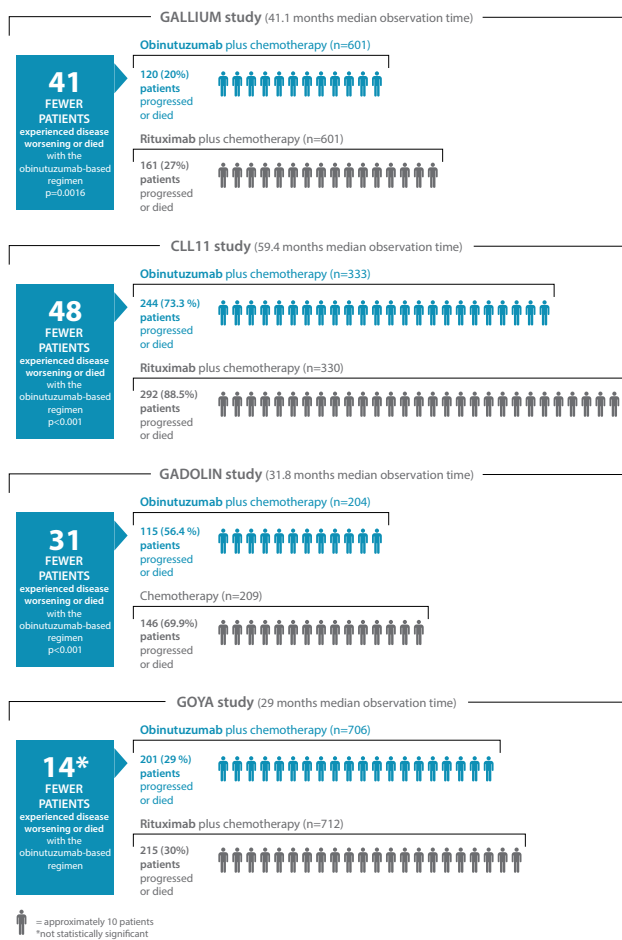 GALLIUM study (41.1 months median observation time)
Obinutuzumab plus chemotherapy (n=601)
41
FEWER
PATIENTS
experienced disease
worsening or died
with the
obinutuzumab-based
regimen
p=0.0016
120 (20%)
patients
progressed
or died
Rituximab plus chemotherapy (n=601)
161 (27%)
patients
progressed
or died
CLL11 study (59.4 months median observation time)
Obinutuzumab plus chemotherapy (n=333)
48
FEWER
PATIENTS
experienced disease
worsening or died
with the
obinutuzumab-based
regimen
p<0.001
244 (73.3 %)
patients
progressed
or died
Rituximab plus chemotherapy (n=330)
292 (88.5%)
patients
progressed
or died
GADOLIN study (31.8 months median observation time)
Obinutuzumab plus chemotherapy (n=204)
31
FEWER
PATIENTS
experienced disease
worsening or died
with the
obinutuzumab-based
regimen
p<0.001
115 (56.4 %)
patients
progressed
or died
Chemotherapy (n=209)
146 (69.9%)
patients
progressed
or died
GOYA study (29 months median observation time)
Obinutuzumab plus chemotherapy (n=706)
14*
FEWER
PATIENTS
experienced disease
worsening or died
with the
obinutuzumab-based
regimen
201 (29 %)
patients
progressed
or died
Rituximab plus chemotherapy (n=712)
215 (30%)
patients
progressed
or died
= approximately 10 patients
*not statistically significant